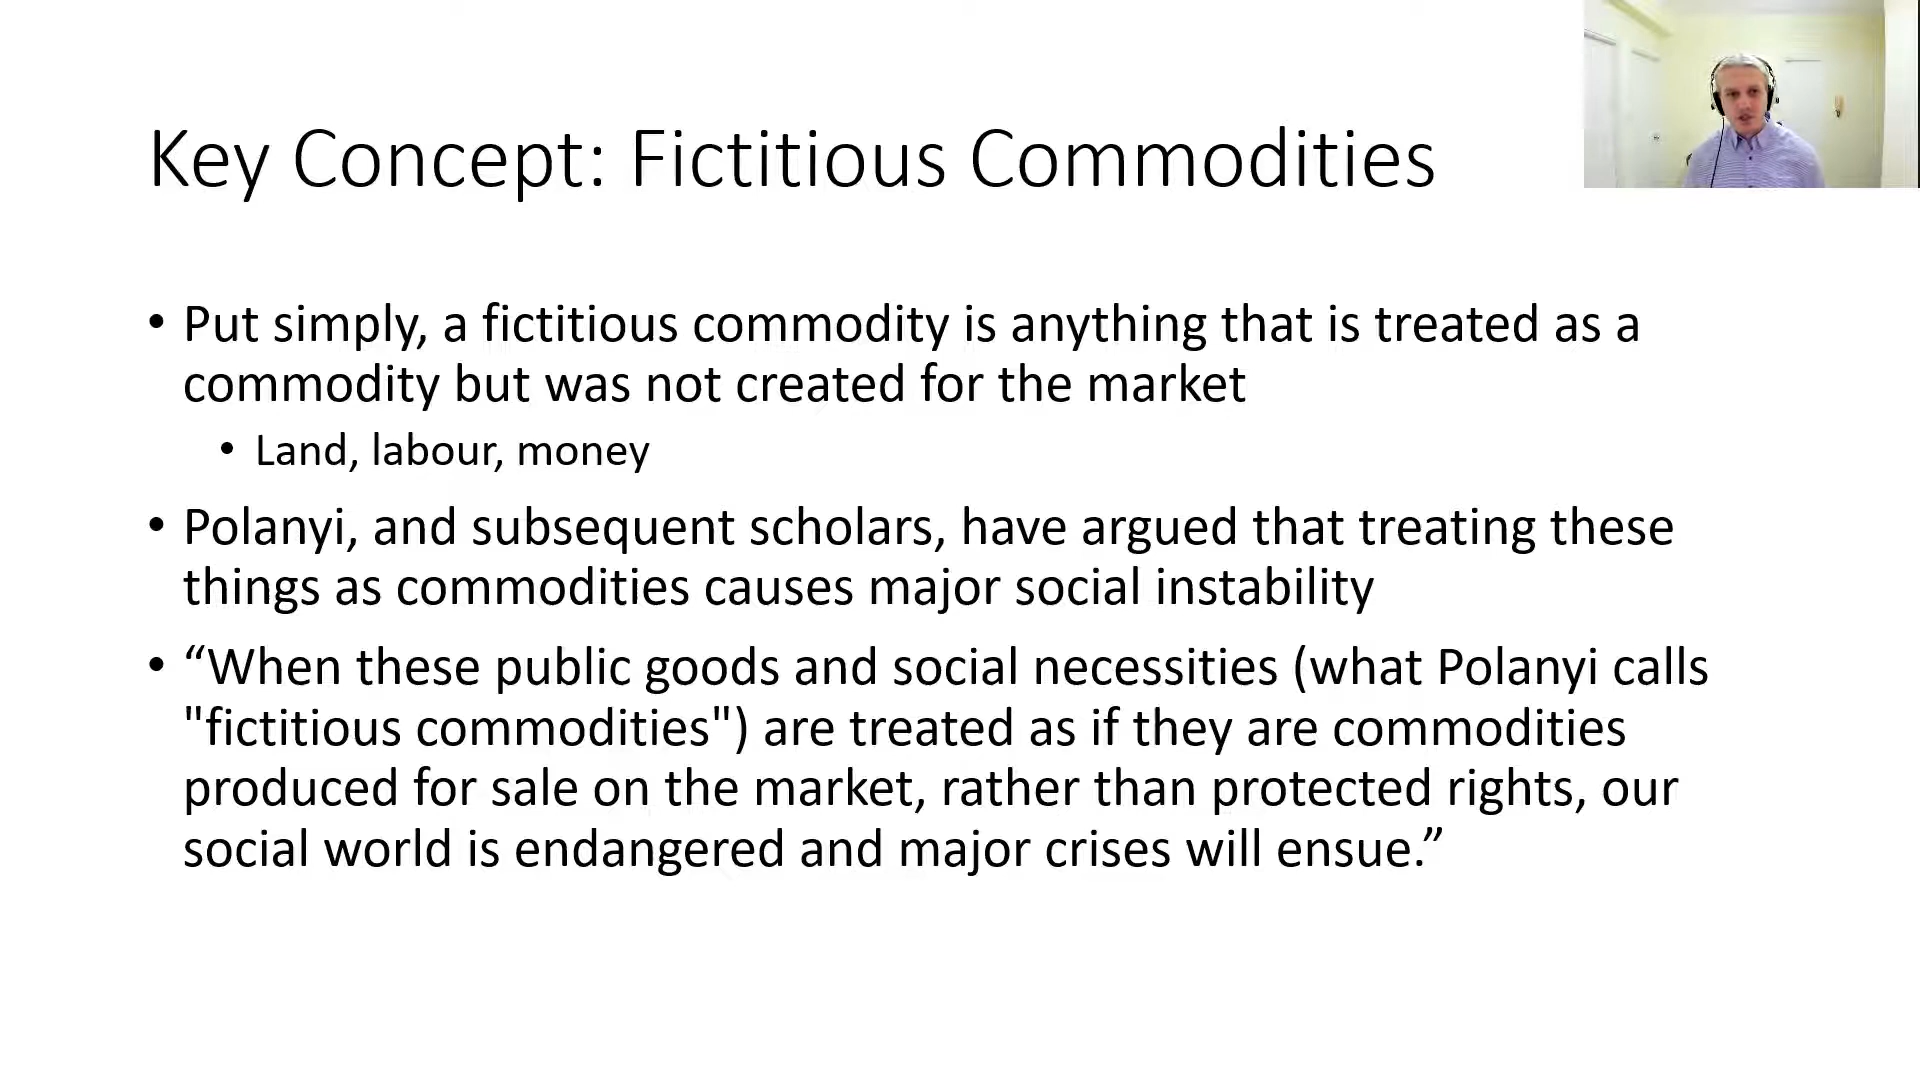 Key Concept: Fictitious Commodities
• Put simply, a fictitious commodity is anything that is treated as a
commodity but was not created for the market
• Land, labour, money
• Polanyi, and subsequent scholars, have argued that treating these
things as commodities causes major social instability
• “When these public goods and social necessities (what Polanyi calls
"fictitious commodities") are treated as if they are commodities
produced for sale on the market, rather than protected rights, our
social world is endangered and major crises will ensue.”